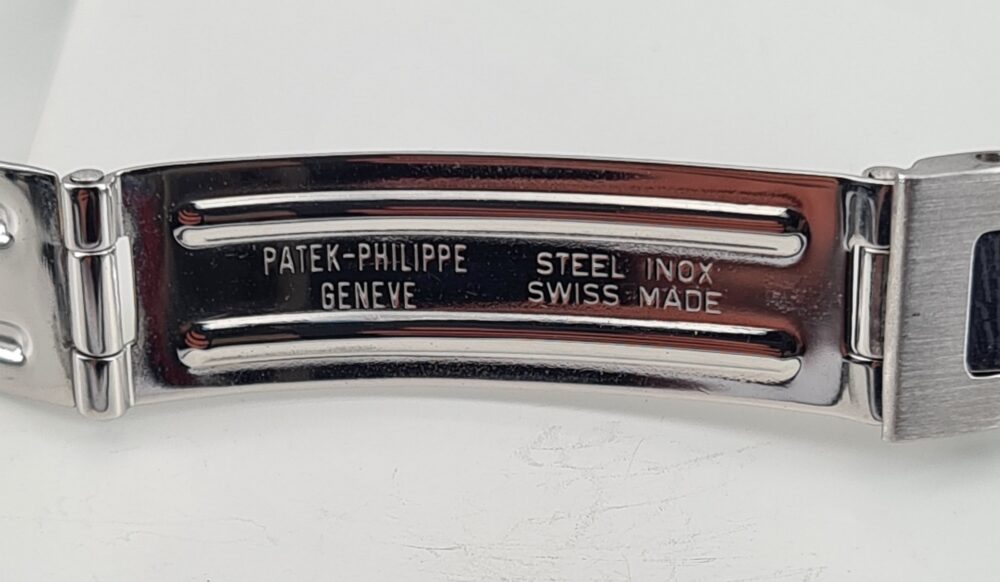 PATEK-PHILIPPE
GENEVE
STEEL INOX
SWISS MADE